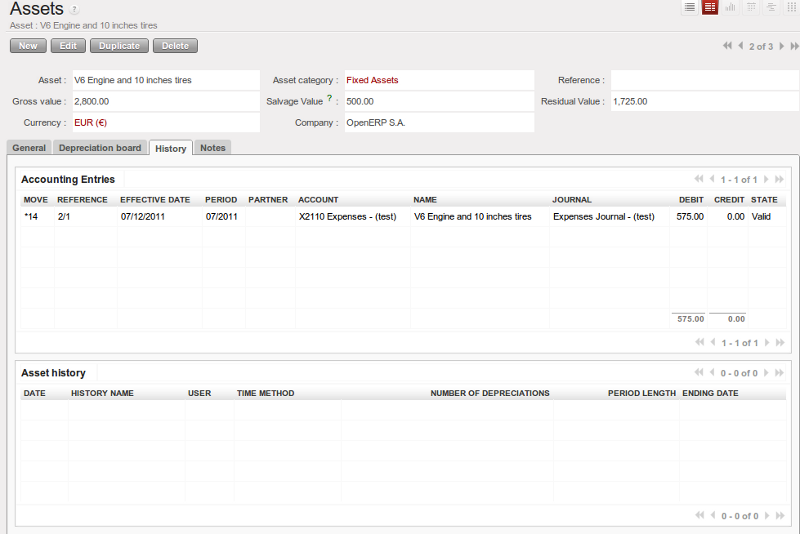 Assets ?
Asset : V6 Engine and 10 inches tires
New Edit Duplicate Delete 2 of 3
Asset : V6 Engine and 10 inches tires Asset category : Fixed Assets Reference :
Gross value : 2,800.00 Salvage Value ? : 500.00 Residual Value : 1,725.00
Currency : EUR (€) Company : OpenERP S.A.
General Depreciation board History Notes
Accounting Entries 1 - 1 of 1
MOVE REFERENCE EFFECTIVE DATE PERIOD PARTNER ACCOUNT NAME JOURNAL DEBIT CREDIT STATE
*14 2/1 07/12/2011 07/2011 X2110 Expenses - (test) V6 Engine and 10 inches tires Expenses Journal - (test) 575.00 0.00 Valid
575.00 0.00
1 - 1 of 1
Asset history 0 - 0 of 0
DATE HISTORY NAME USER TIME METHOD NUMBER OF DEPRECIATIONS PERIOD LENGTH ENDING DATE
0 - 0 of 0